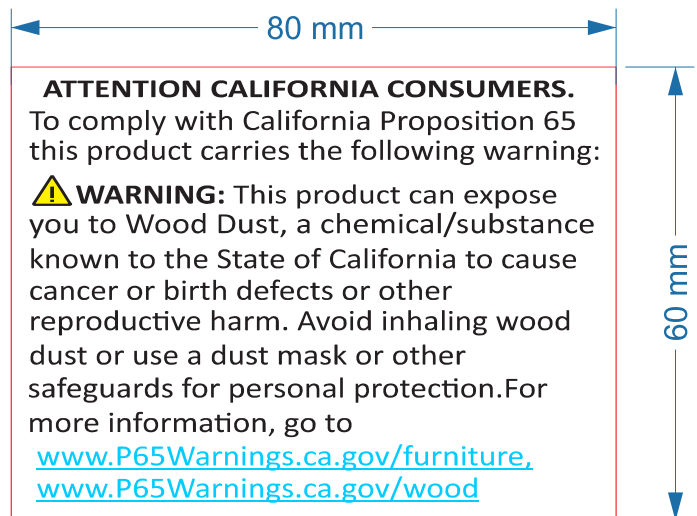 80 mm
ATTENTION CALIFORNIA CONSUMERS.
To comply with California Proposition 65
this product carries the following warning:
WARNING: This product can expose
you to Wood Dust, a chemical/substance
known to the State of California to cause
cancer or birth defects or other
reproductive harm. Avoid inhaling wood
dust or use a dust mask or other
safeguards for personal protection.For
more information, go to
www.P65Warnings.ca.gov/furniture,
www.P65Warnings.ca.gov/wood
60 mm